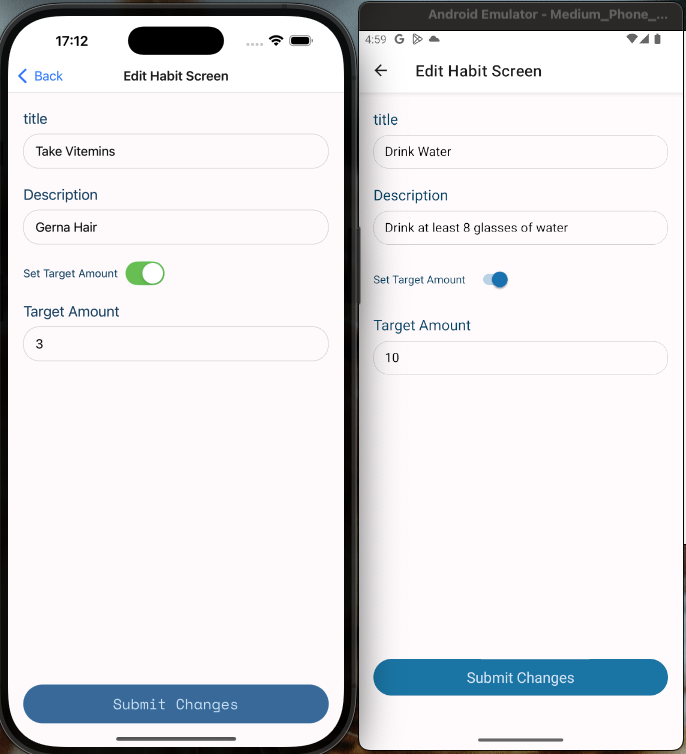 17:12
Back
Edit Habit Screen
title
Take Vitemins
Description
Gerna Hair
Set Target Amount
Target Amount
3
Submit Changes
Android Emulator - Medium_Phone_...
4:59 G
Edit Habit Screen
title
Drink Water
Description
Drink at least 8 glasses of water
Set Target Amount
Target Amount
10
Submit Changes